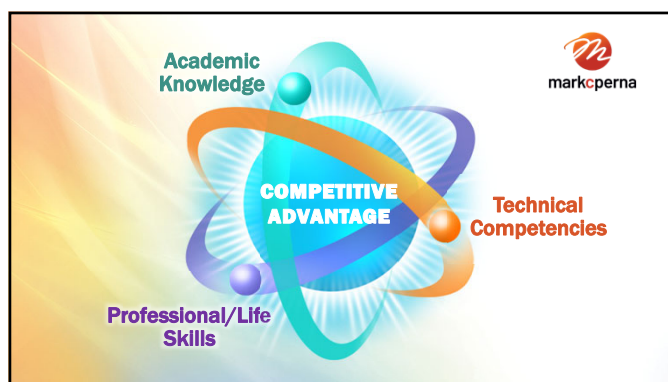 Academic
Knowledge
markcperna
COMPETITIVE
ADVANTAGE
Technical
Competencies
Professional/Life
Skills